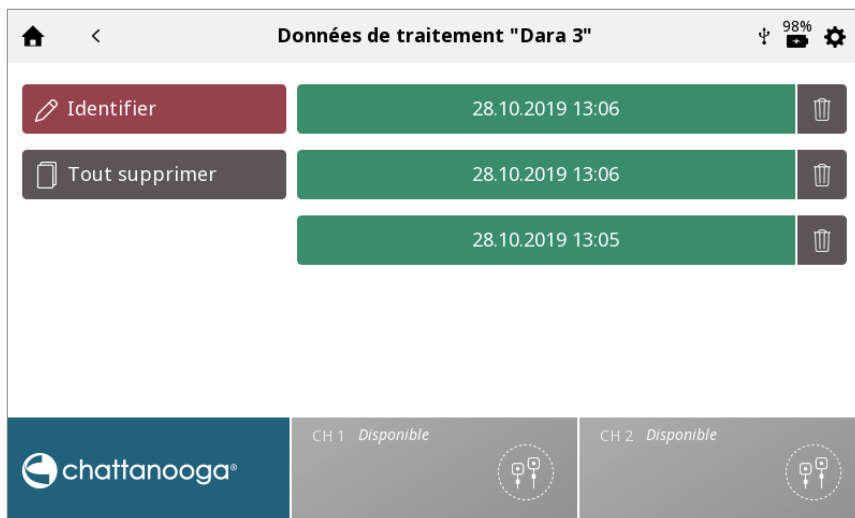 Données de traitement "Dara 3"
98%
Identifier
28.10.2019 13:06
Tout supprimer
28.10.2019 13:06
28.10.2019 13:05
chattanooga®
CH 1 Disponible
CH 2 Disponible